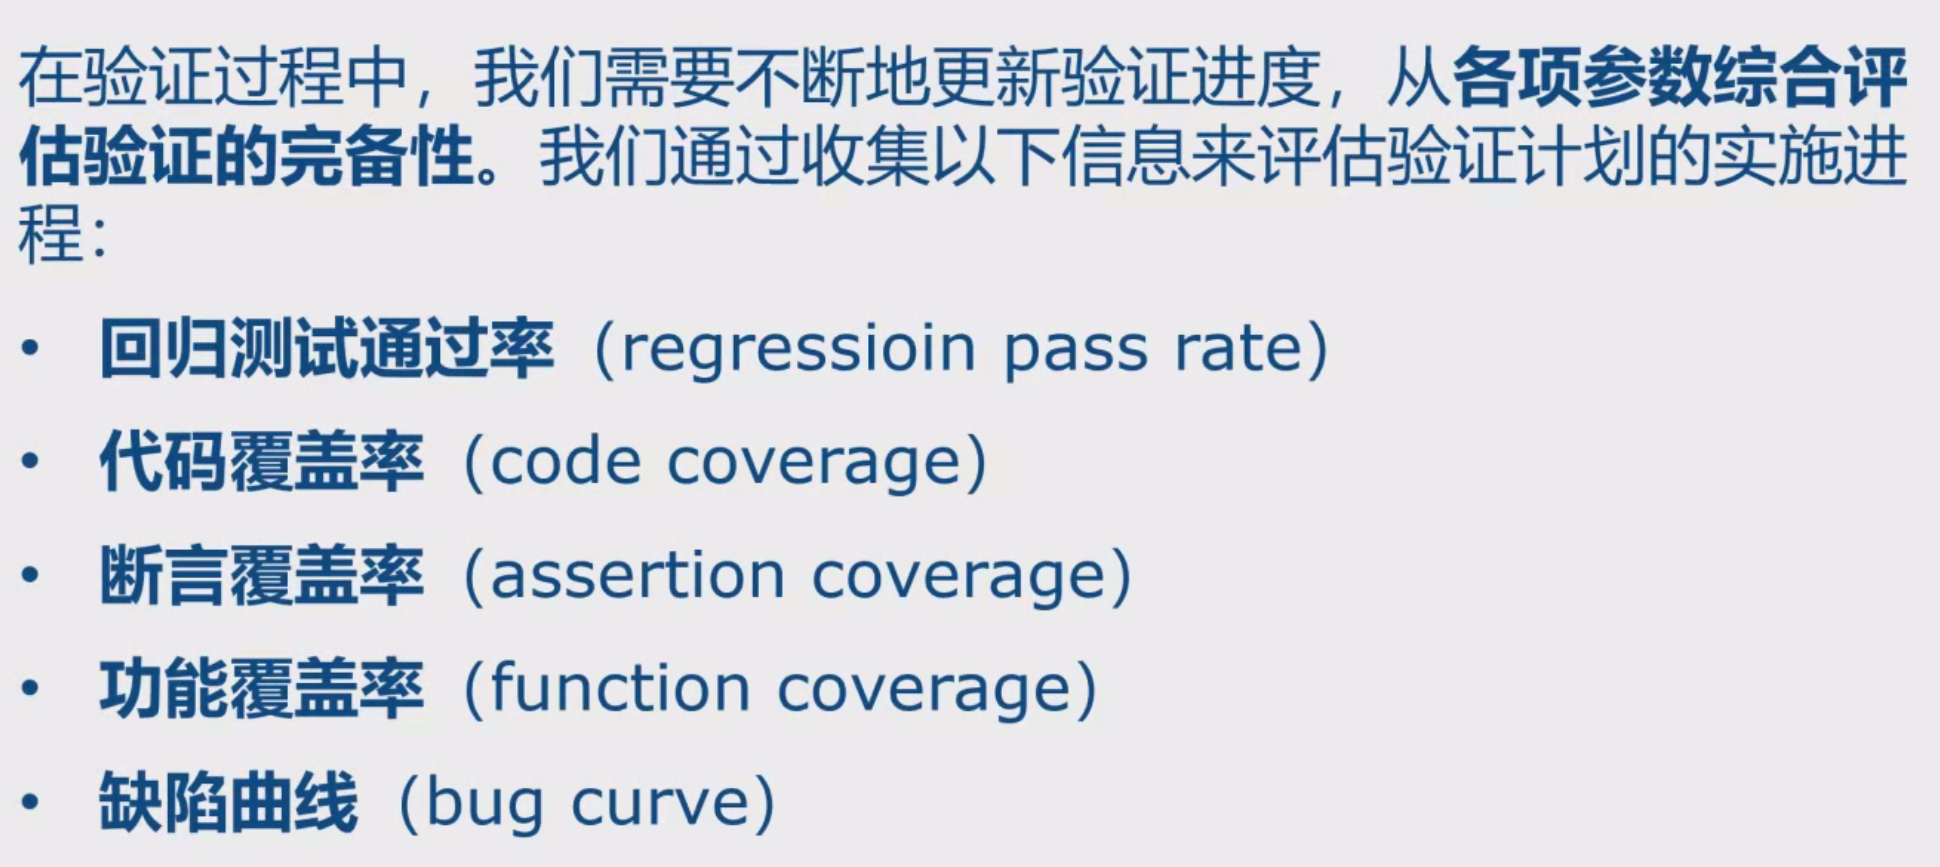 在验证过程中，我们需要不断地更新验证进度，从各项参数综合评
估验证的完备性。我们通过收集以下信息来评估验证计划的实施进
程：
• 回归测试通过率（regressioin pass rate）
• 代码覆盖率（code coverage）
• 断言覆盖率（assertion coverage）
• 功能覆盖率（function coverage）
• 缺陷曲线（bug curve）